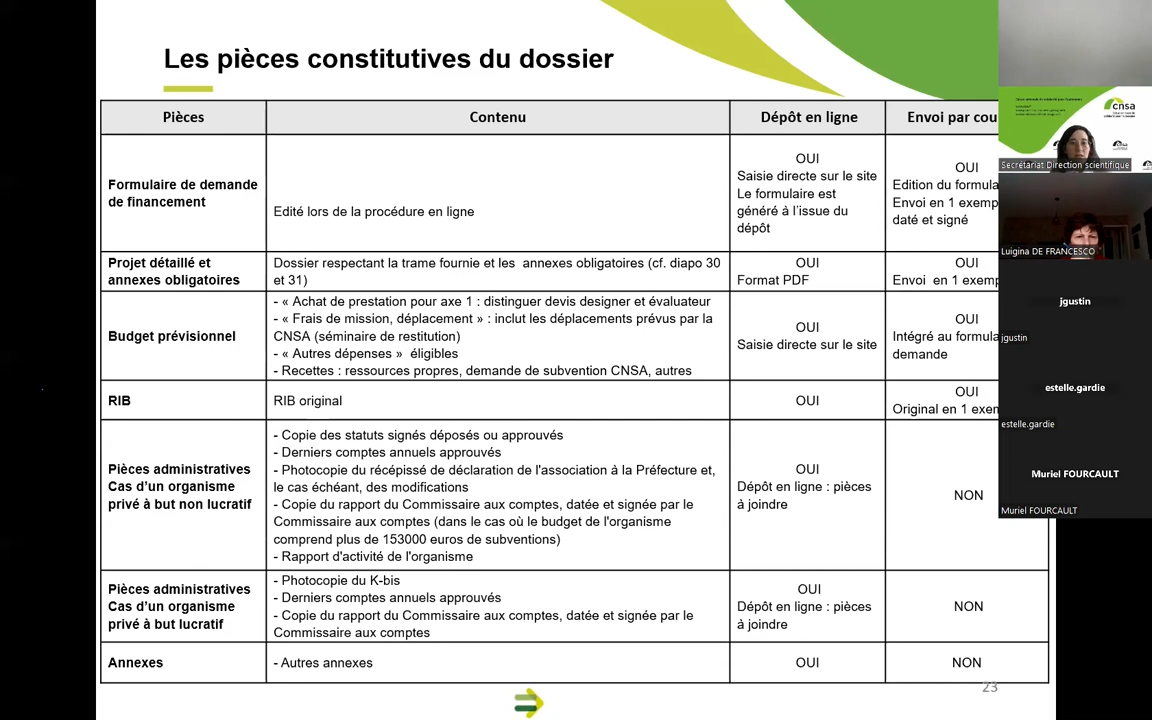 Les pièces constitutives du dossier
Pièces
Contenu
Dépôt en ligne
Envoi par cou
Formulaire de demande
de financement
Edité lors de la procédure en ligne
OUI
Saisie directe sur le site
Le formulaire est
généré à l'issue du
dépôt
OUI
Edition du formula
Envoi en 1 exemp
daté et signé
Projet détaillé et
annexes obligatoires
Dossier respectant la trame fournie et les annexes obligatoires (cf. diapo 30
et 31)
OUI
Format PDF
OUI
Envoi en 1 exemp
Budget prévisionnel
- « Achat de prestation pour axe 1 : distinguer devis designer et évaluateur
- « Frais de mission, déplacement » : inclut les déplacements prévus par la
CNSA (séminaire de restitution)
- « Autres dépenses » éligibles
- Recettes : ressources propres, demande de subvention CNSA, autres
OUI
Saisie directe sur le site
OUI
Intégré au formula
demande
RIB
RIB original
OUI
OUI
Original en 1 exem
Pièces administratives
Cas d'un organisme
privé à but non lucratif
- Copie des statuts signés déposés ou approuvés
- Derniers comptes annuels approuvés
- Photocopie du récépissé de déclaration de l'association à la Préfecture et,
le cas échéant, des modifications
- Copie du rapport du Commissaire aux comptes, datée et signée par le
Commissaire aux comptes (dans le cas où le budget de l'organisme
comprend plus de 153000 euros de subventions)
- Rapport d'activité de l'organisme
OUI
Dépôt en ligne : pièces
à joindre
NON
Pièces administratives
Cas d'un organisme
privé à but lucratif
- Photocopie du K-bis
- Derniers comptes annuels approuvés
- Copie du rapport du Commissaire aux comptes, datée et signée par le
Commissaire aux comptes
OUI
Dépôt en ligne : pièces
à joindre
NON
Annexes
- Autres annexes
OUI
NON
23
cnsa
Secrétariat Direction scientifique
Luigina DE FRANCESCO
jgustin
jgustin
estelle.gardie
estelle.gardie
Muriel FOURCAULT
Muriel FOURCAULT